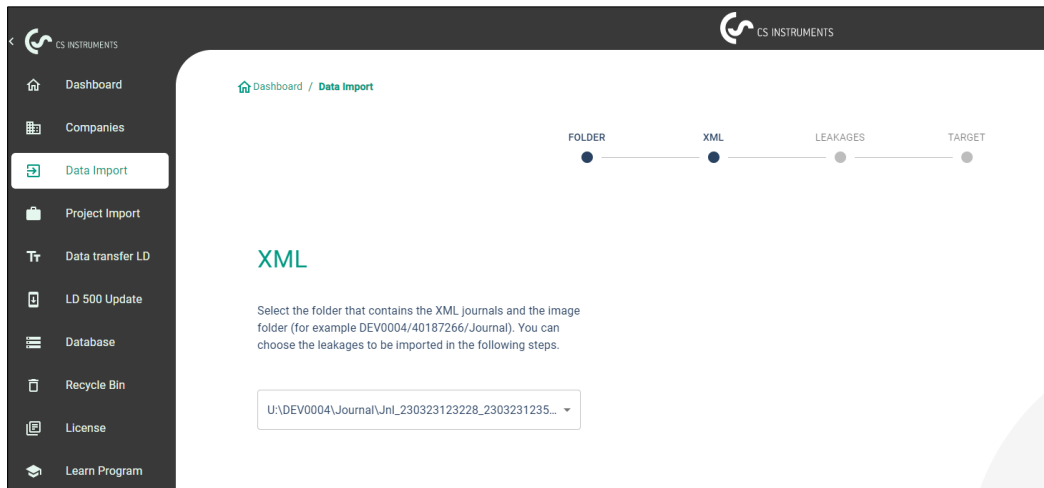 CS INSTRUMENTS
CS INSTRUMENTS
Dashboard
Companies
Data Import
Project Import
Data transfer LD
LD 500 Update
Database
Recycle Bin
License
Learn Program
Dashboard / Data Import
FOLDER XML LEAKAGES TARGET
XML
Select the folder that contains the XML journals and the image
folder (for example DEV0004/40187266/Journal). You can
choose the leakages to be imported in the following steps.
U:\DEV0004\Journal\Jnl_230323123228_2303231235...